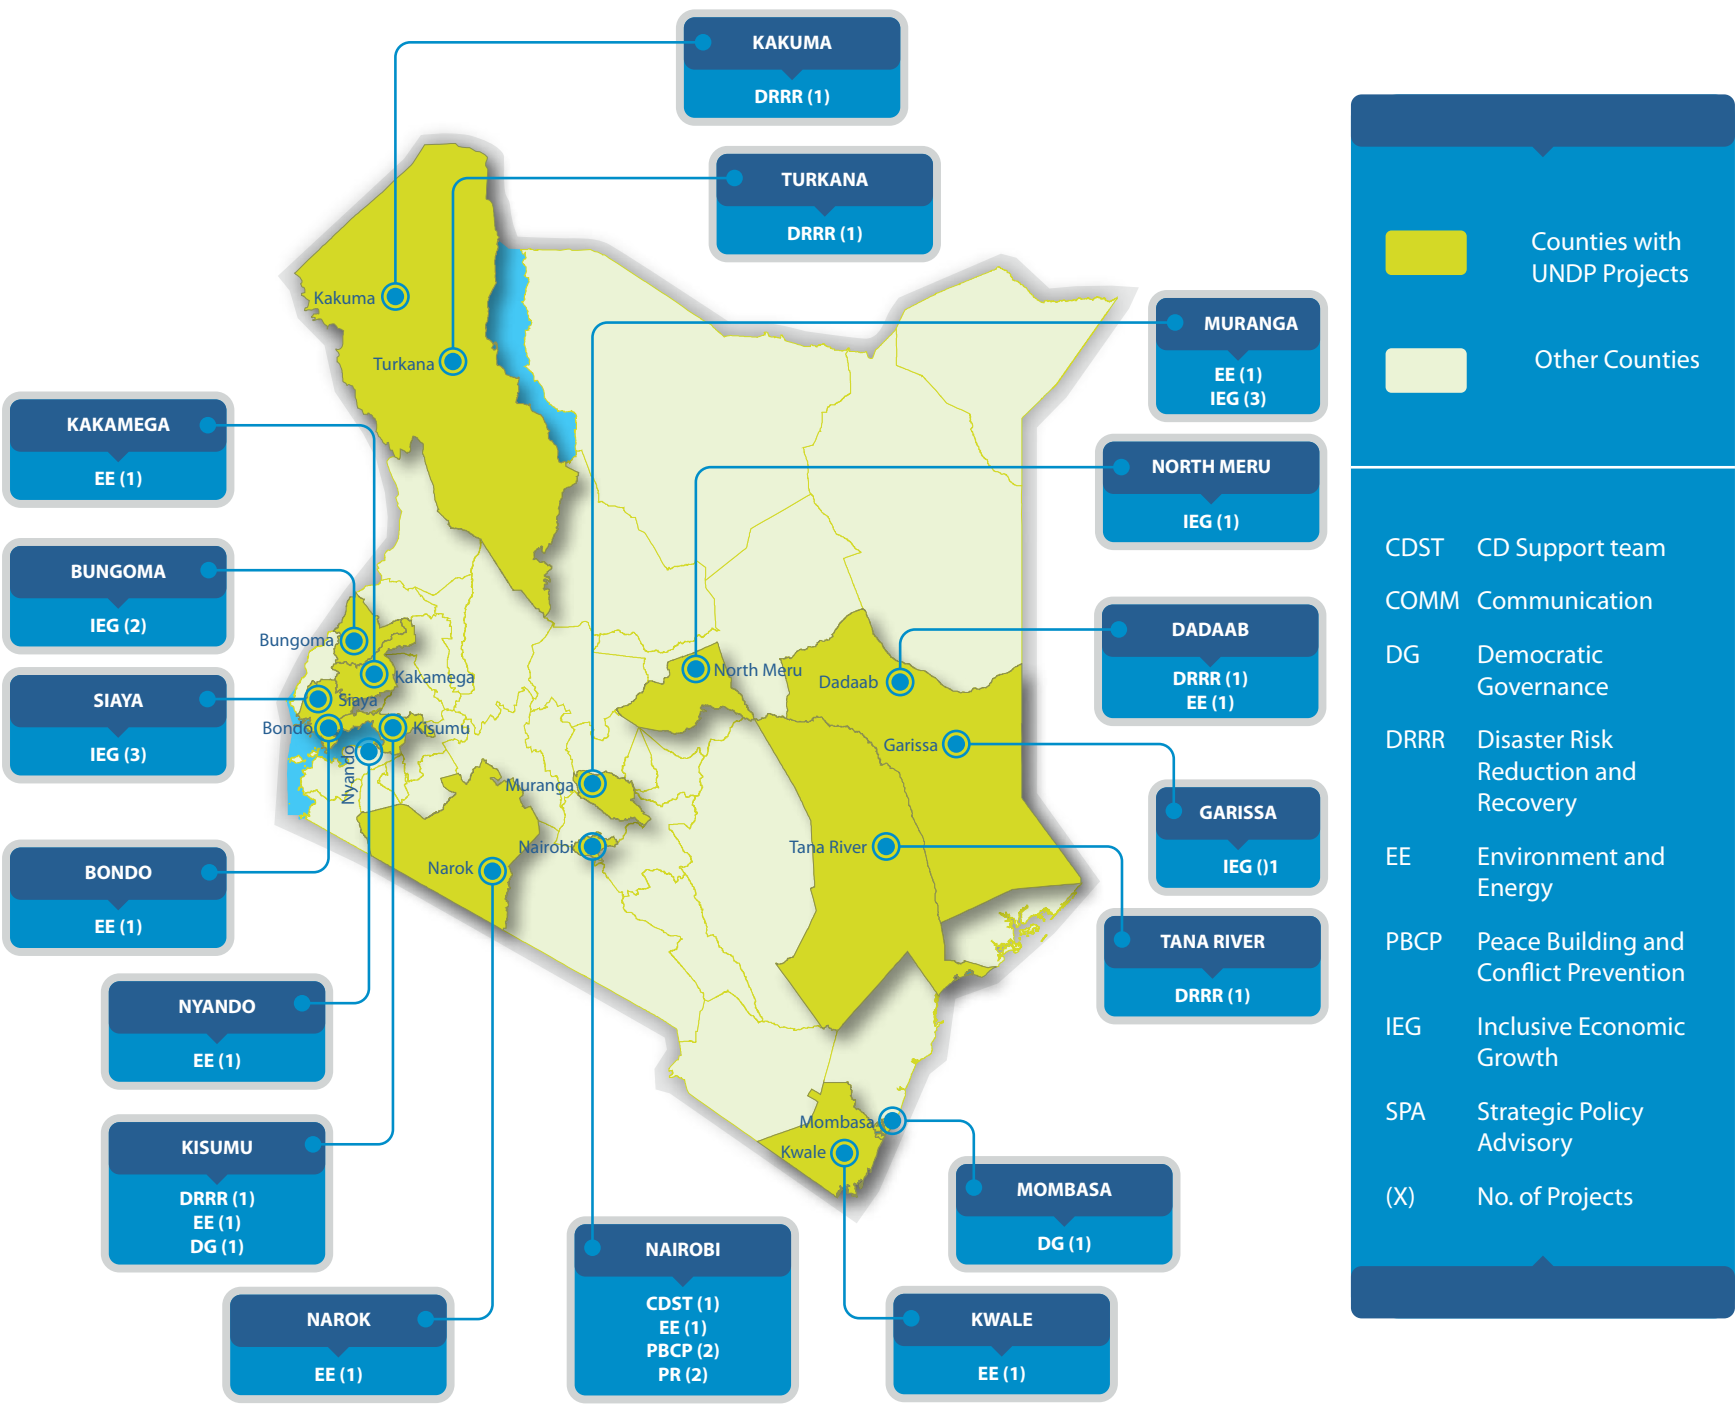 KAKUMA
DRRR (1)
TURKANA
DRRR (1)
MURANGA
EE (1)
IEG (3)
NORTH MERU
IEG (1)
DADAAB
DRRR (1)
EE (1)
GARISSA
IEG ()1
TANA RIVER
DRRR (1)
MOMBASA
DG (1)
KWALE
EE (1)
NAIROBI
CDST (1)
EE (1)
PBCP (2)
PR (2)
NAROK
EE (1)
KISUMU
DRRR (1)
EE (1)
DG (1)
NYANDO
EE (1)
BONDO
EE (1)
SIAYA
IEG (3)
BUNGOMA
IEG (2)
KAKAMEGA
EE (1)
Kakuma
Turkana
Bungoma
Kakamega
Siaya
Bondo
Kisumu
Nyando
North Meru
Dadaab
Garissa
Muranga
Nairobi
Narok
Tana River
Mombasa
Kwale
Counties with
UNDP Projects
Other Counties
CDST CD Support team
COMM Communication
DG Democratic
Governance
DRRR Disaster Risk
Reduction and
Recovery
EE Environment and
Energy
PBCP Peace Building and
Conflict Prevention
IEG Inclusive Economic
Growth
SPA Strategic Policy
Advisory
(X) No. of Projects